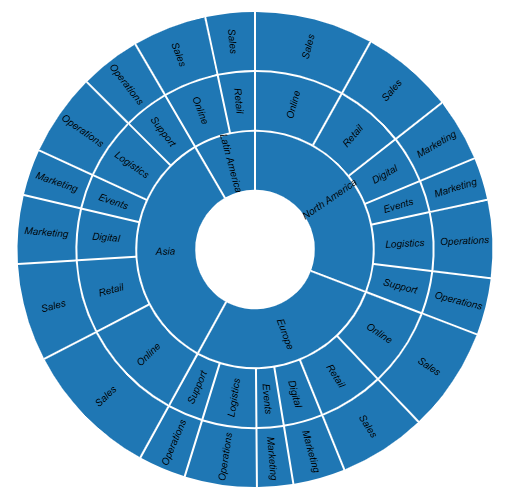 North America
Online
Sales
Retail
Sales
Digital
Marketing
Events
Marketing
Logistics
Operations
Support
Operations
Europe
Online
Sales
Retail
Sales
Digital
Marketing
Events
Marketing
Logistics
Operations
Support
Operations
Asia
Online
Sales
Retail
Sales
Digital
Marketing
Events
Marketing
Logistics
Operations
Support
Operations
Latin America
Online
Sales
Retail
Sales